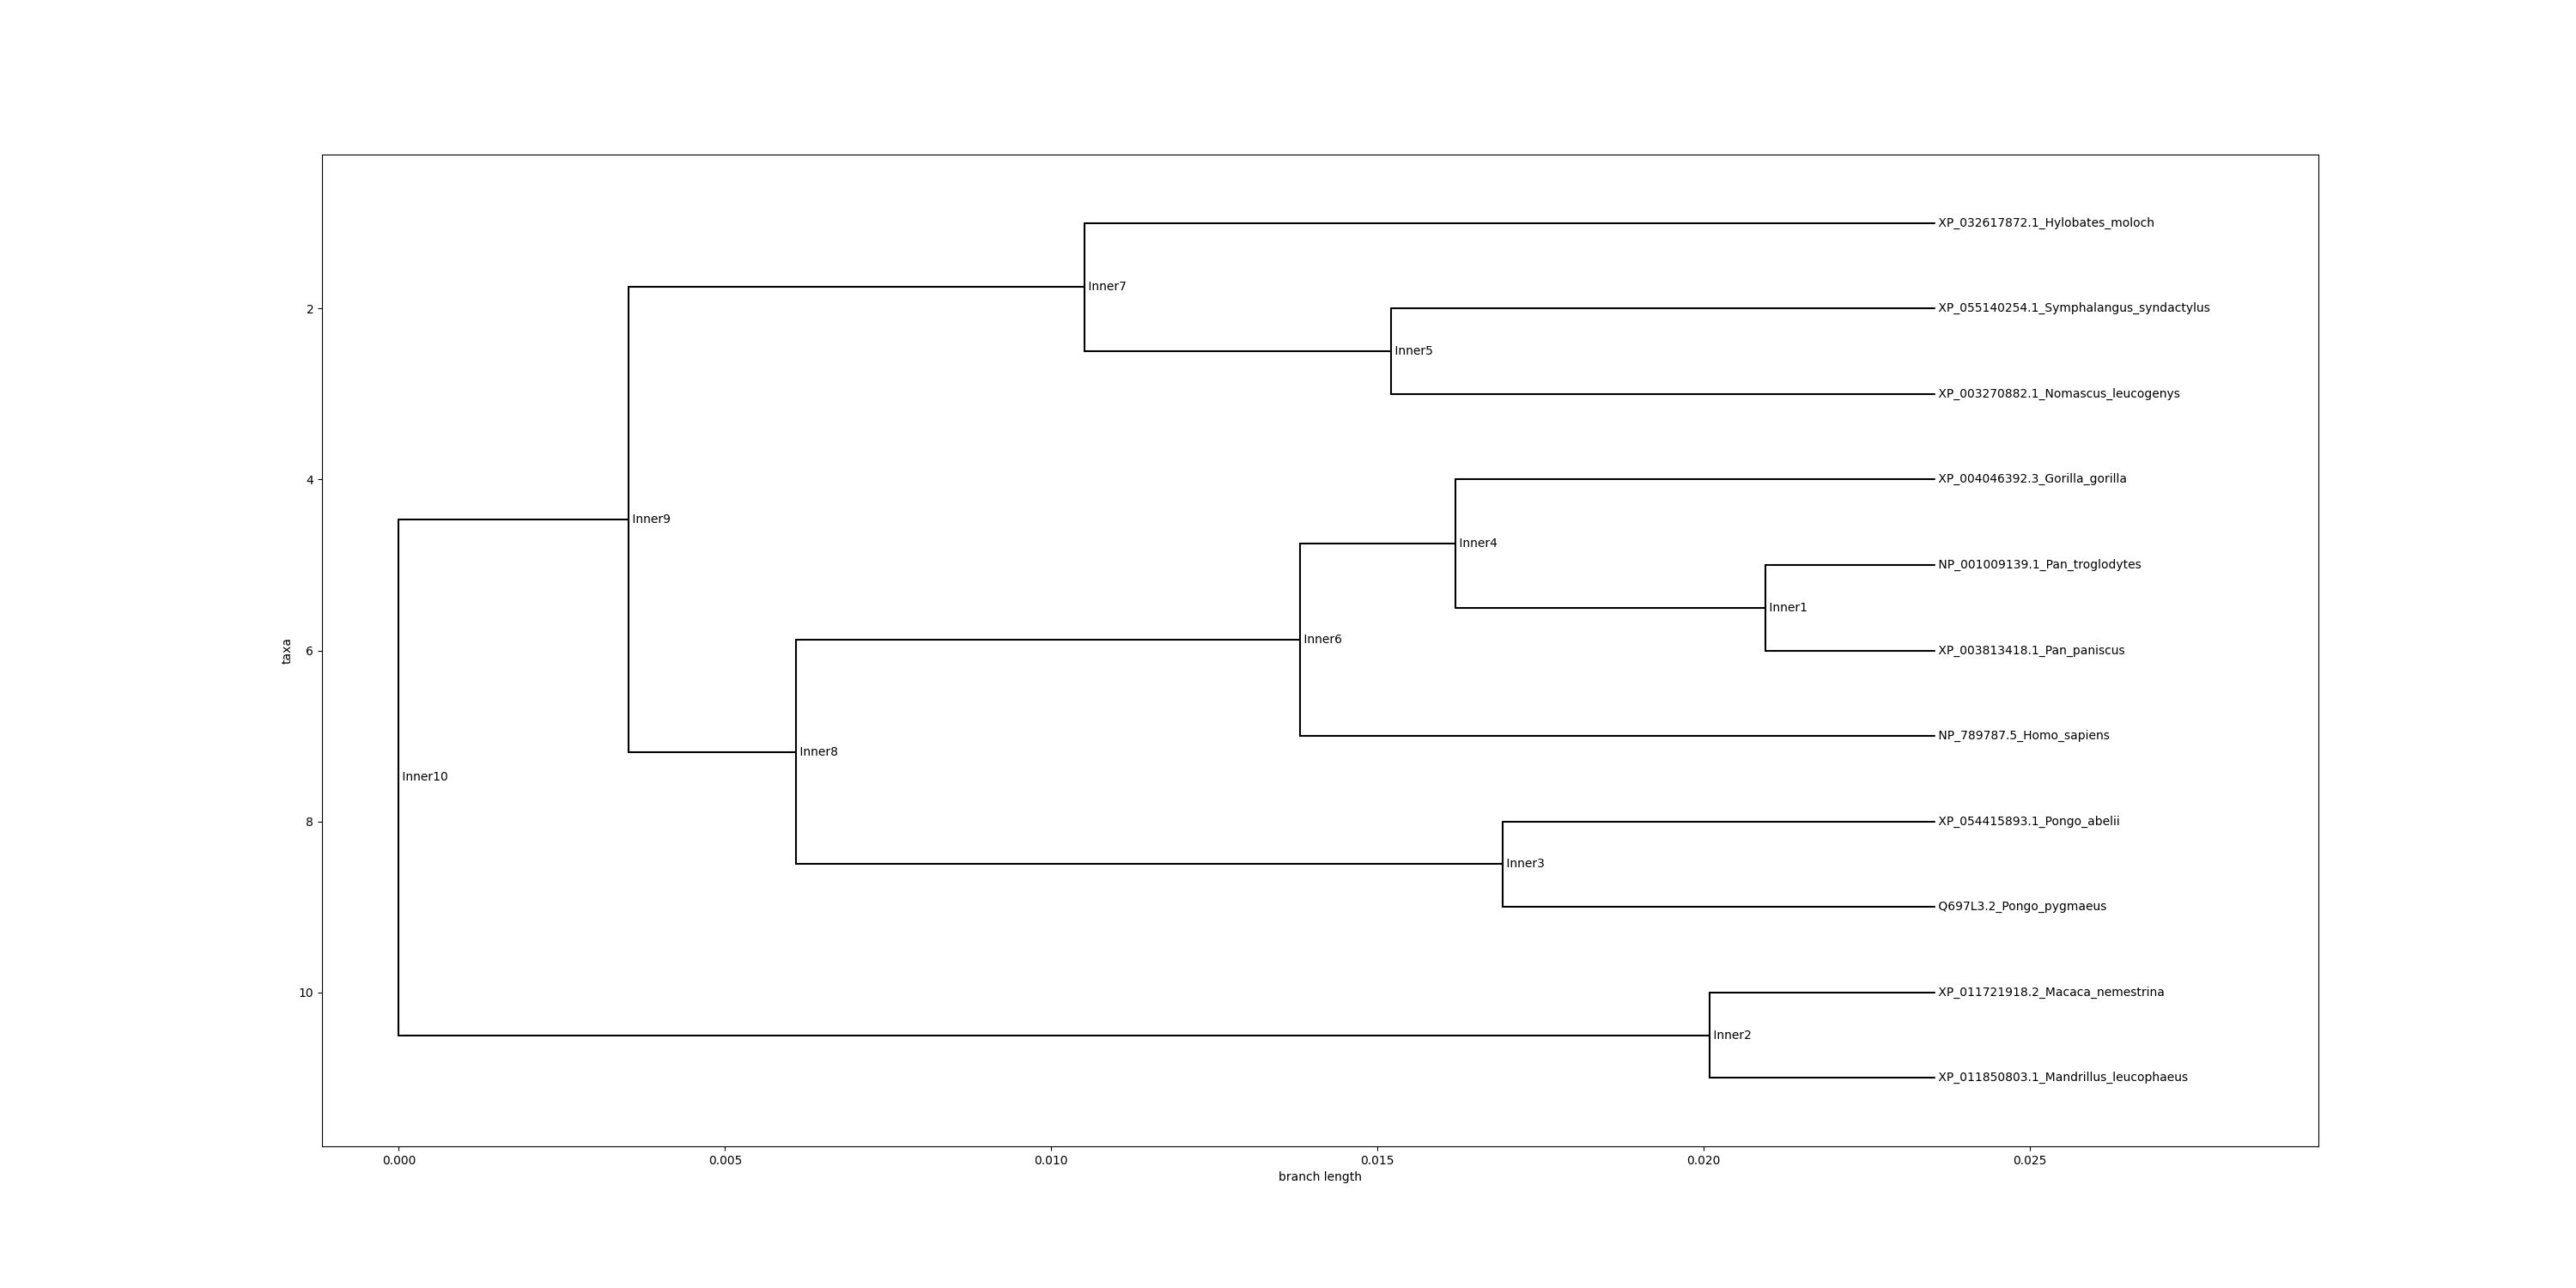 XP_032617872.1_Hylobates_moloch
Inner7
2
XP_055140254.1_Symphalangus_syndactylus
Inner5
XP_003270882.1_Nomascus_leucogenys
4
XP_004046392.3_Gorilla_gorilla
Inner9
Inner4
NP_001009139.1_Pan_troglodytes
Inner1
Inner6
taxa
6
XP_003813418.1_Pan_paniscus
NP_789787.5_Homo_sapiens
Inner8
Inner10
8
XP_054415893.1_Pongo_abelii
Inner3
Q697L3.2_Pongo_pygmaeus
10
XP_011721918.2_Macaca_nemestrina
Inner2
XP_011850803.1_Mandrillus_leucophaeus
0.000 0.005 0.010 0.015 0.020 0.025
branch length